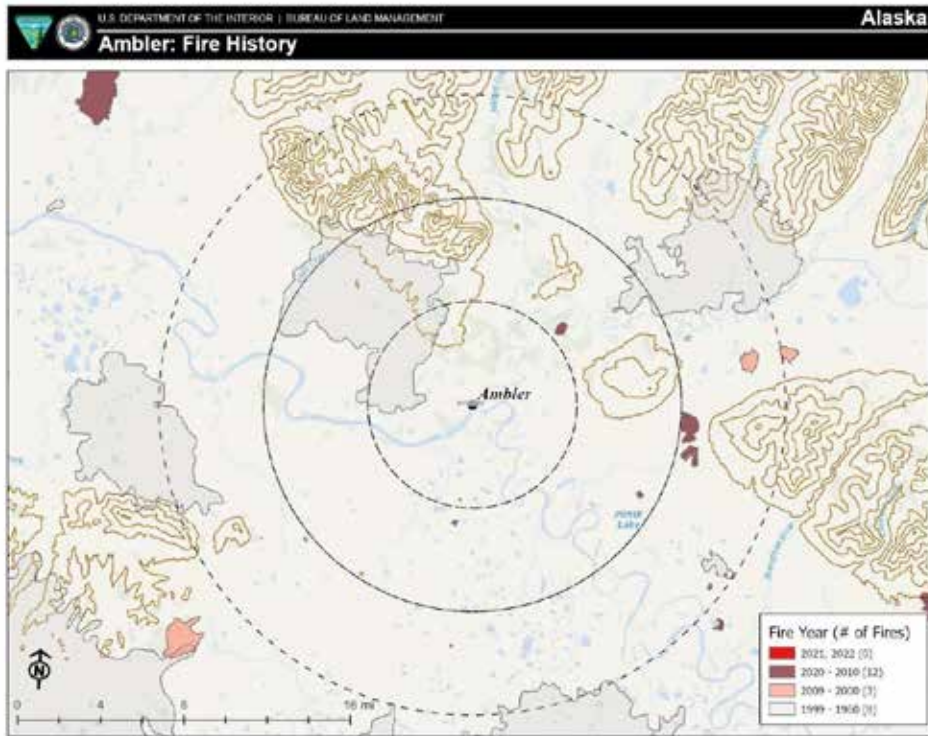 U.S. DEPARTMENT OF THE INTERIOR | BUREAU OF LAND MANAGEMENT
Alaska
Ambler: Fire History
Ambler
Lake
N
0 4 8 16 mi
Fire Year (# of Fires)
2021, 2022 (0)
2020 - 2010 (12)
2009 - 2000 (3)
1999 - 1950